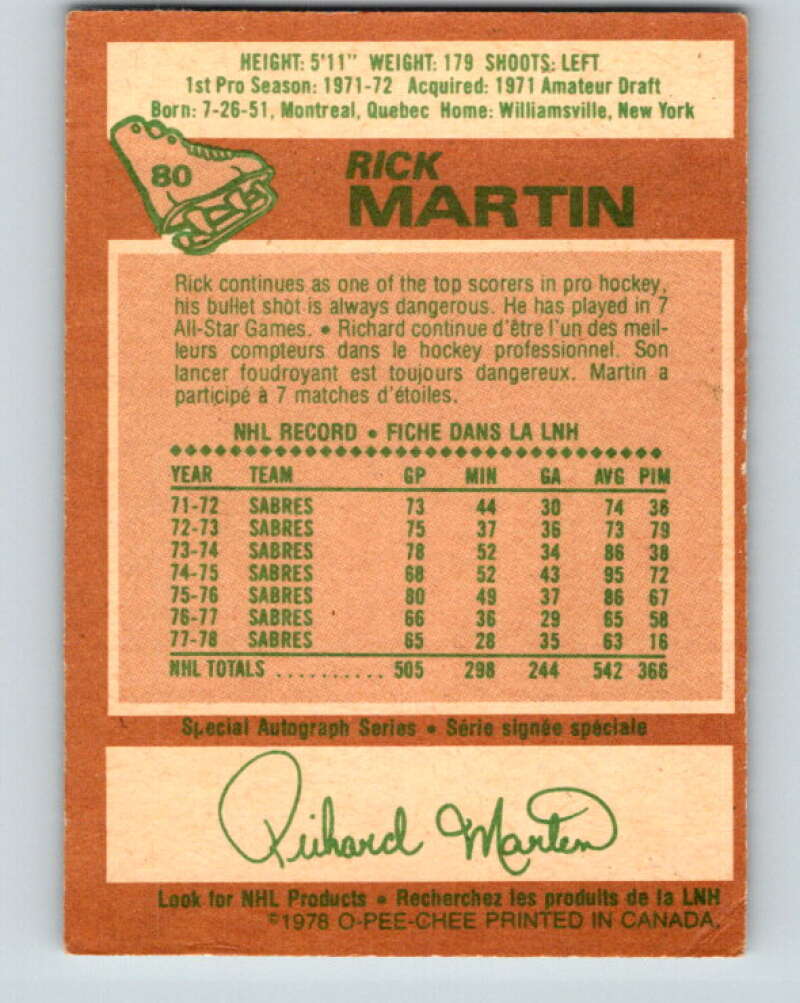 HEIGHT: 5'11" WEIGHT: 179 SHOOTS: LEFT
1st Pro Season: 1971-72 Acquired: 1971 Amateur Draft
Born: 7-26-51, Montreal, Quebec Home: Williamsville, New York
80
RICK
MARTIN
Rick continues as one of the top scorers in pro hockey,
his bullet shot is always dangerous. He has played in 7
All-Star Games. • Richard continue d'être l'un des meil-
leurs compteurs dans le hockey professionnel. Son
lancer foudroyant est toujours dangereux. Martin a
participé à 7 matches d'étoiles.
NHL RECORD • FICHE DANS LA LNH
YEAR TEAM GP MIN GA AVG PIM
71-72 SABRES 73 44 30 74 36
72-73 SABRES 75 37 36 73 79
73-74 SABRES 78 52 34 86 38
74-75 SABRES 68 52 43 95 72
75-76 SABRES 80 49 37 86 67
76-77 SABRES 66 36 29 65 58
77-78 SABRES 65 28 35 63 16
NHL TOTALS .......... 505 298 244 542 366
Special Autograph Series • Série signée spéciale
Richard Martin
Look for NHL Products • Recherchez les produits de la LNH
©1978 O-PEE-CHEE PRINTED IN CANADA.